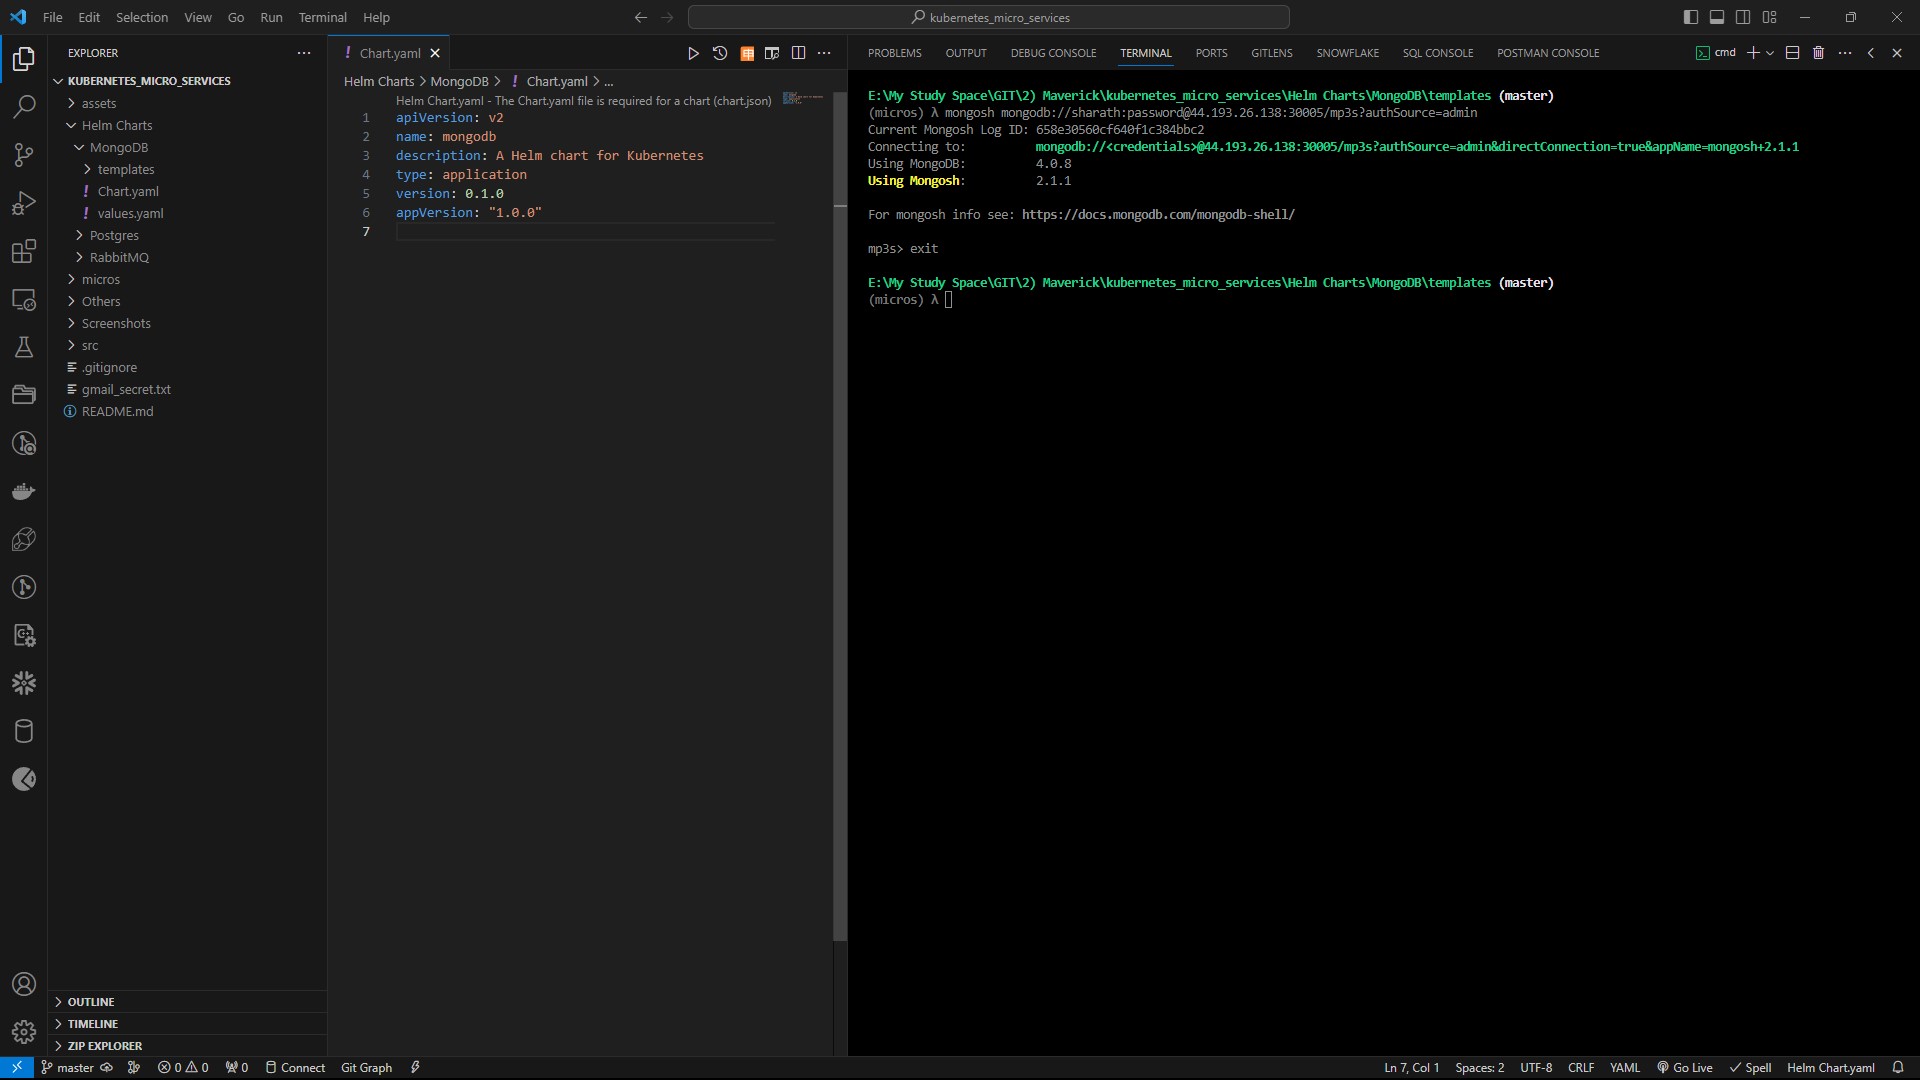 File Edit Selection View Go Run Terminal Help
kubernetes_micro_services
EXPLORER
KUBERNETES_MICRO_SERVICES
assets
Helm Charts
MongoDB
templates
! Chart.yaml
! values.yaml
Postgres
RabbitMQ
micros
Others
Screenshots
src
.gitignore
gmail_secret.txt
README.md
OUTLINE
TIMELINE
ZIP EXPLORER
! Chart.yaml
Helm Charts > MongoDB > ! Chart.yaml > ...
Helm Chart.yaml - The Chart.yaml file is required for a chart (chart.json)
1 apiVersion: v2
2 name: mongodb
3 description: A Helm chart for Kubernetes
4 type: application
5 version: 0.1.0
6 appVersion: "1.0.0"
7
PROBLEMS OUTPUT DEBUG CONSOLE TERMINAL PORTS GITLENS SNOWFLAKE SQL CONSOLE POSTMAN CONSOLE
cmd
E:\My Study Space\GIT\2) Maverick\kubernetes_micro_services\Helm Charts\MongoDB\templates (master)
(micros) λ mongosh mongodb://sharath:password@44.193.26.138:30005/mp3s?authSource=admin
Current Mongosh Log ID: 658e30560cf640f1c384bbc2
Connecting to: mongodb://<credentials>@44.193.26.138:30005/mp3s?authSource=admin&directConnection=true&appName=mongosh+2.1.1
Using MongoDB: 4.0.8
Using Mongosh: 2.1.1
For mongosh info see: https://docs.mongodb.com/mongodb-shell/
mp3s> exit
E:\My Study Space\GIT\2) Maverick\kubernetes_micro_services\Helm Charts\MongoDB\templates (master)
(micros) λ
master 0 0 0 Connect Git Graph
Ln 7, Col 1 Spaces: 2 UTF-8 CRLF YAML Go Live Spell Helm Chart.yaml